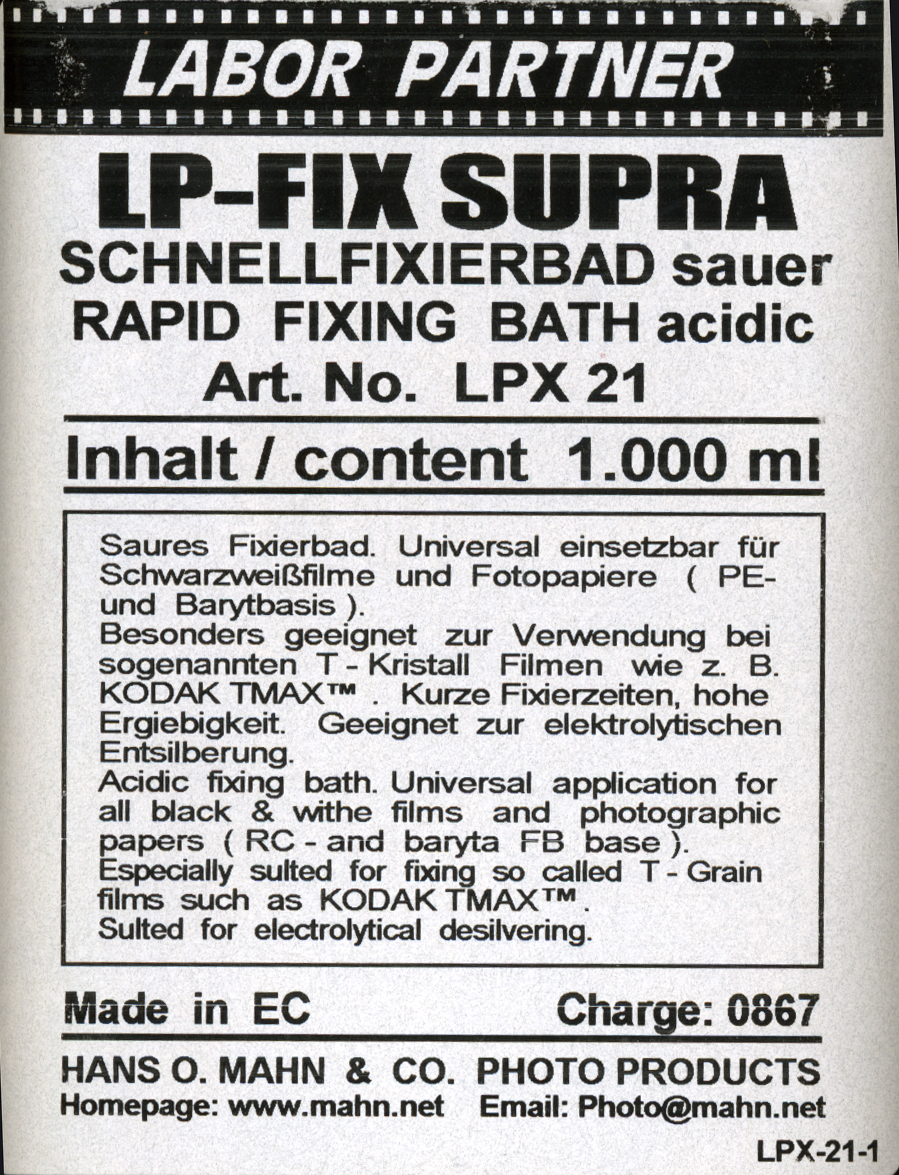 LABOR PARTNER
LP-FIX SUPRA
SCHNELLFIXIERBAD sauer
RAPID FIXING BATH acidic
Art. No. LPX 21
Inhalt / content 1.000 ml
Saures Fixierbad. Universal einsetzbar für
Schwarzweißfilme und Fotopapiere ( PE-
und Barytbasis ).
Besonders geeignet zur Verwendung bei
sogenannten T - Kristall Filmen wie z. B.
KODAK TMAX™ . Kurze Fixierzeiten, hohe
Ergiebigkeit. Geeignet zur elektrolytischen
Entsilberung.
Acidic fixing bath. Universal application for
all black & withe films and photographic
papers ( RC - and baryta FB base ).
Especially sulted for fixing so called T - Grain
films such as KODAK TMAX™ .
Sulted for electrolytical desilvering.
Made in EC Charge: 0867
HANS O. MAHN & CO. PHOTO PRODUCTS
Homepage: www.mahn.net Email: Photo@mahn.net
LPX-21-1